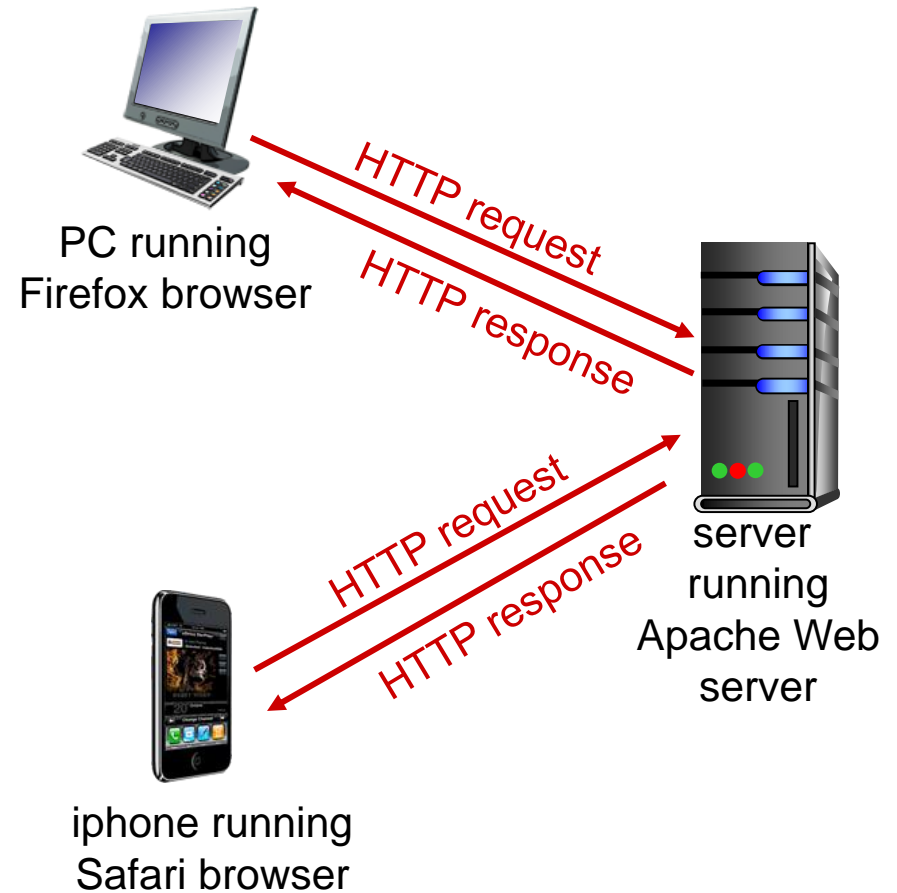 HTTP request
HTTP response
PC running
Firefox browser
HTTP request
HTTP response
server
running
Apache Web
server
iphone running
Safari browser